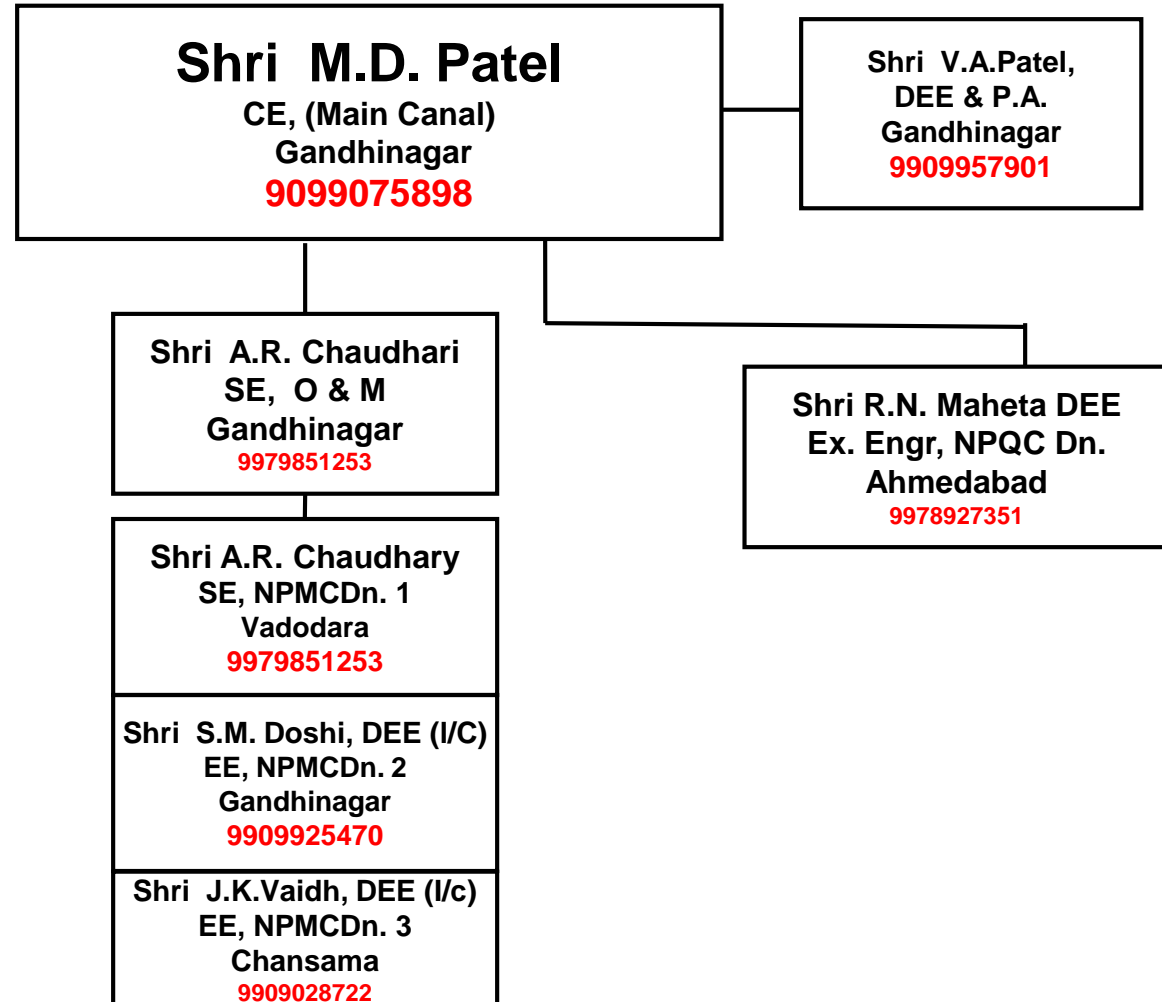 Shri M.D. Patel
CE, (Main Canal)
Gandhinagar
9099075898
Shri V.A.Patel,
DEE & P.A.
Gandhinagar
9909957901
Shri A.R. Chaudhari
SE, O & M
Gandhinagar
9979851253
Shri R.N. Maheta DEE
Ex. Engr, NPQC Dn.
Ahmedabad
9978927351
Shri A.R. Chaudhary
SE, NPMCDn. 1
Vadodara
9979851253
Shri S.M. Doshi, DEE (I/C)
EE, NPMCDn. 2
Gandhinagar
9909925470
Shri J.K.Vaidh, DEE (I/c)
EE, NPMCDn. 3
Chansama
9909028722